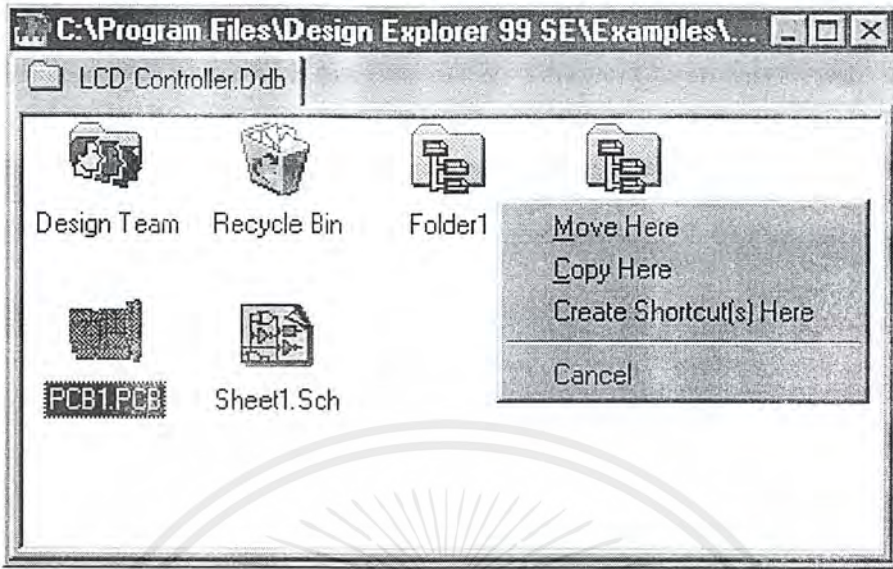 C:\Program Files\Design Explorer 99 SE\Examples\...
LCD Controller.Ddb
Design Team
Recycle Bin
Folder1
Move Here
Copy Here
Create Shortcut(s) Here
Cancel
PCB1.PCB
Sheet1.Sch